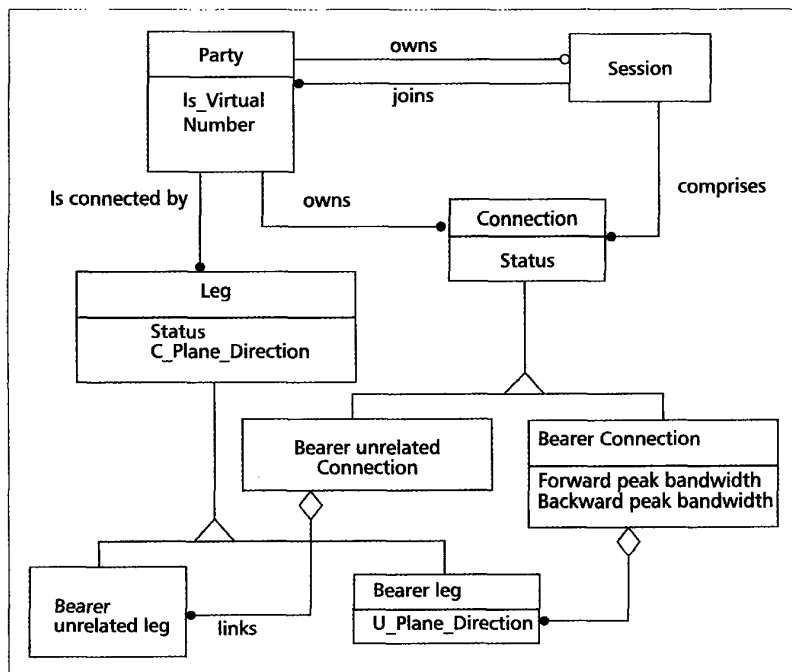 Party
owns
Session
Is_Virtual
Number
joins
Is connected by
owns
comprises
Connection
Status
Leg
Status
C_Plane_Direction
Bearer unrelated
Connection
Bearer Connection
Forward peak bandwidth
Backward peak bandwidth
Bearer
unrelated leg
links
Bearer leg
U_Plane_Direction